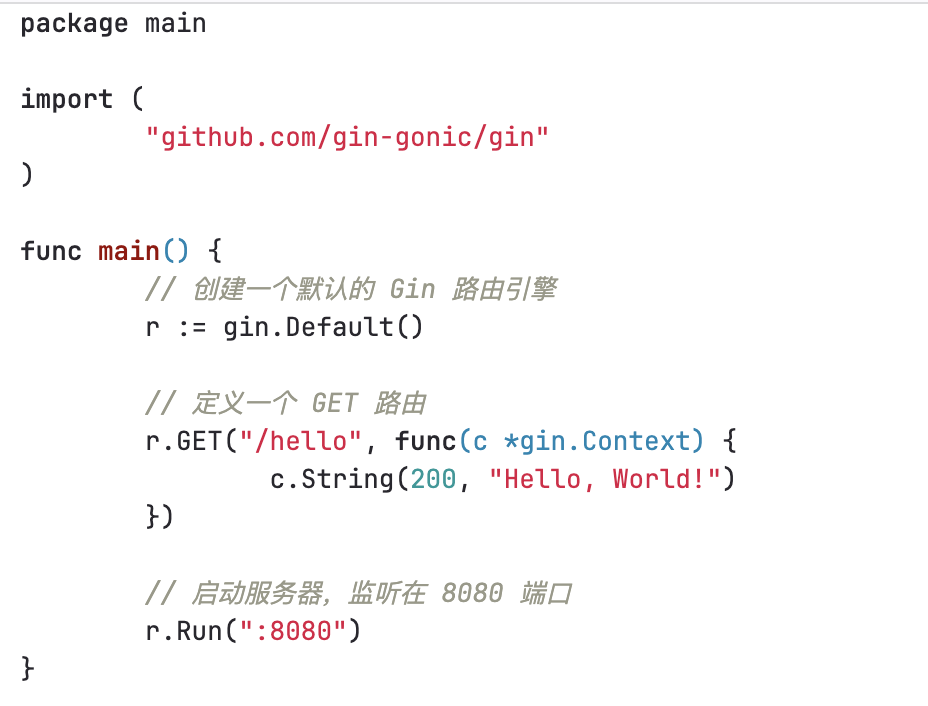 package main
import (
"github.com/gin-gonic/gin"
)
func main() {
// 创建一个默认的 Gin 路由引擎
r := gin.Default()
// 定义一个 GET 路由
r.GET("/hello", func(c *gin.Context) {
c.String(200, "Hello, World!")
})
// 启动服务器，监听在 8080 端口
r.Run(":8080")
}